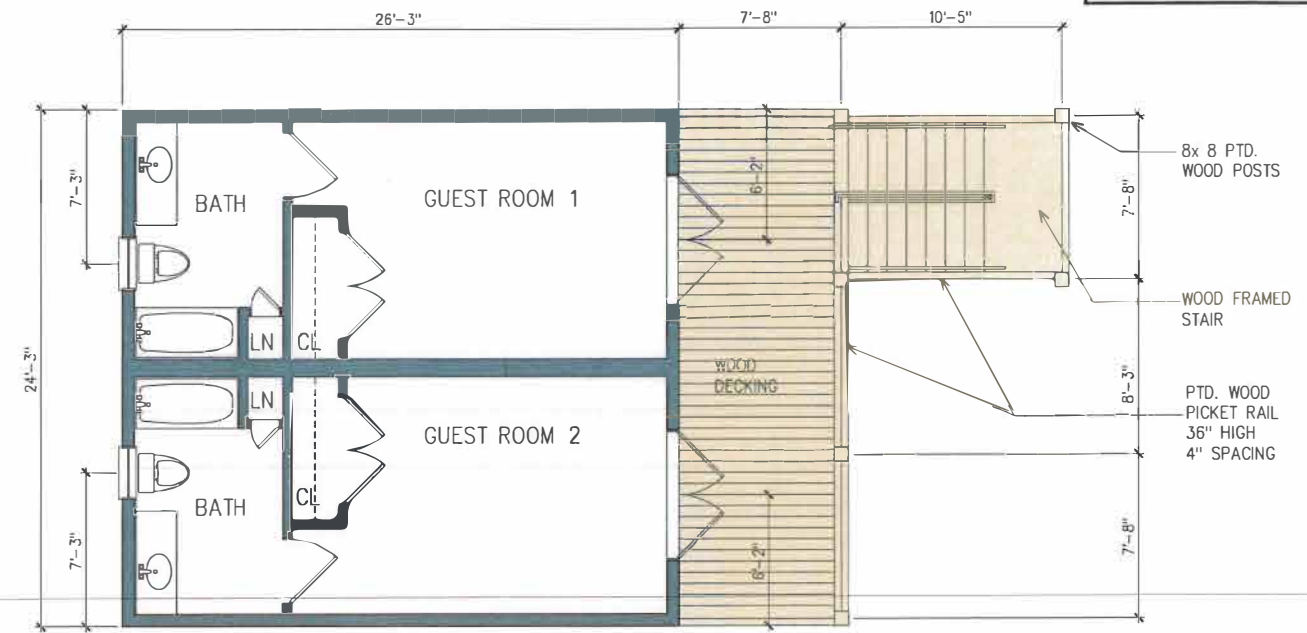 26'-3"
7'-8"
10'-5"
7'-3"
24'-3"
7'-3"
BATH
GUEST ROOM 1
6'-2"
7'-8"
8x 8 PTD.
WOOD POSTS
WOOD FRAMED
STAIR
LN
CL
WOOD
DECKING
8'-3"
PTD. WOOD
PICKET RAIL
36" HIGH
4" SPACING
LN
GUEST ROOM 2
CL
BATH
6'-2"
7'-8"